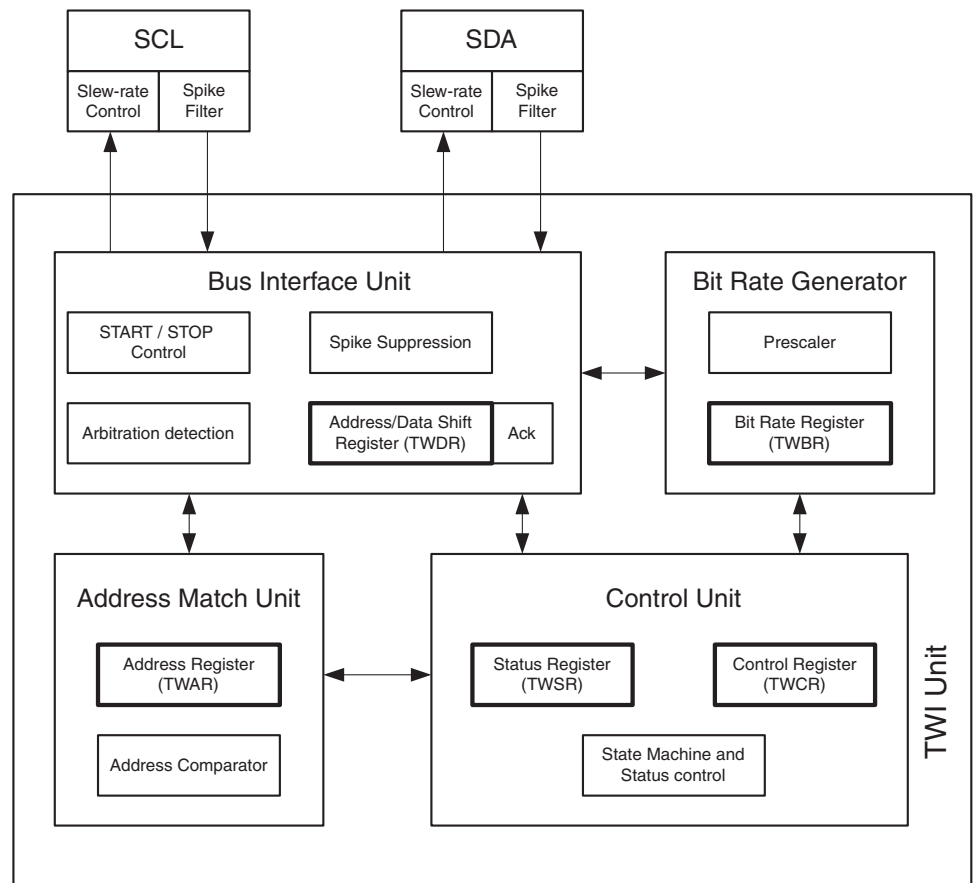 SCL
Slew-rate
Control
Spike
Filter
SDA
Slew-rate
Control
Spike
Filter
Bus Interface Unit
START / STOP
Control
Spike Suppression
Arbitration detection
Address/Data Shift
Register (TWDR)
Ack
Bit Rate Generator
Prescaler
Bit Rate Register
(TWBR)
Address Match Unit
Address Register
(TWAR)
Address Comparator
Control Unit
Status Register
(TWSR)
Control Register
(TWCR)
State Machine and
Status control
TWI Unit